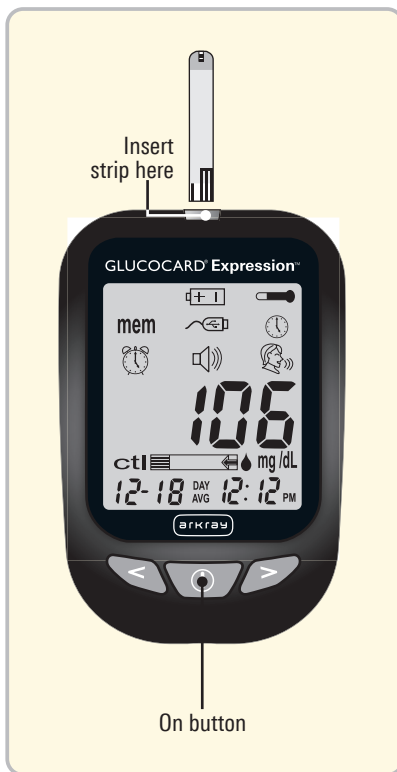 Insert
strip here
GLUCOCARD® Expression™
mem
106
ctl mg/dL
12-18 DAY AVG 12:12 PM
arkray
< >
On button